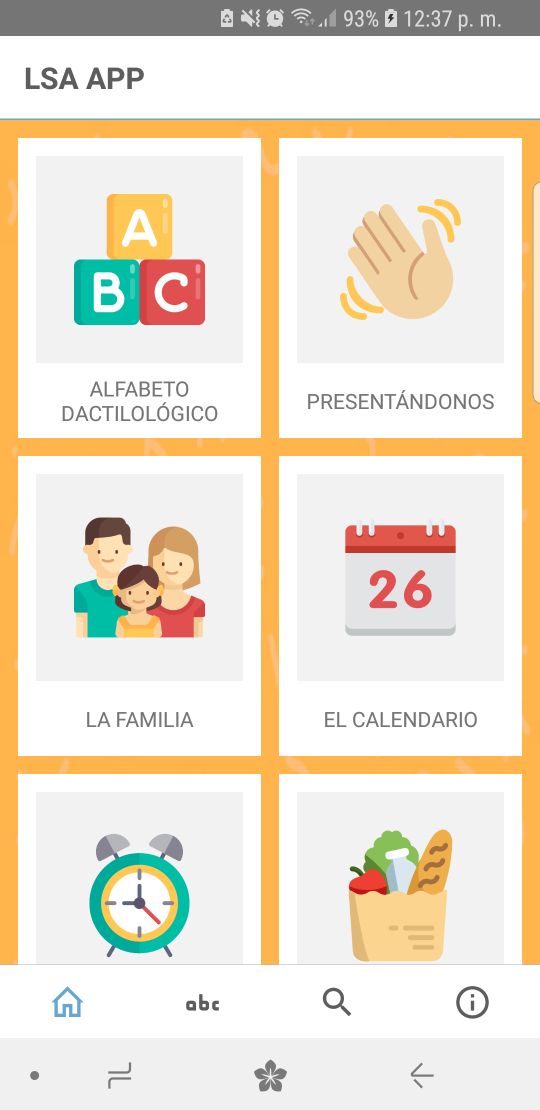 93% 12:37 p. m.
LSA APP
A
B C
ALFABETO
DACTILOLÓGICO
PRESENTÁNDONOS
26
LA FAMILIA
EL CALENDARIO
abc